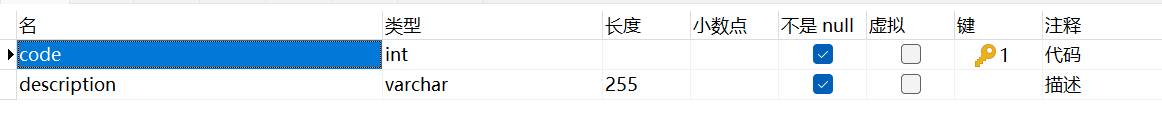 名 类型 长度 小数点 不是 null 虚拟 键 注释
code int 1 代码
description varchar 255 描述